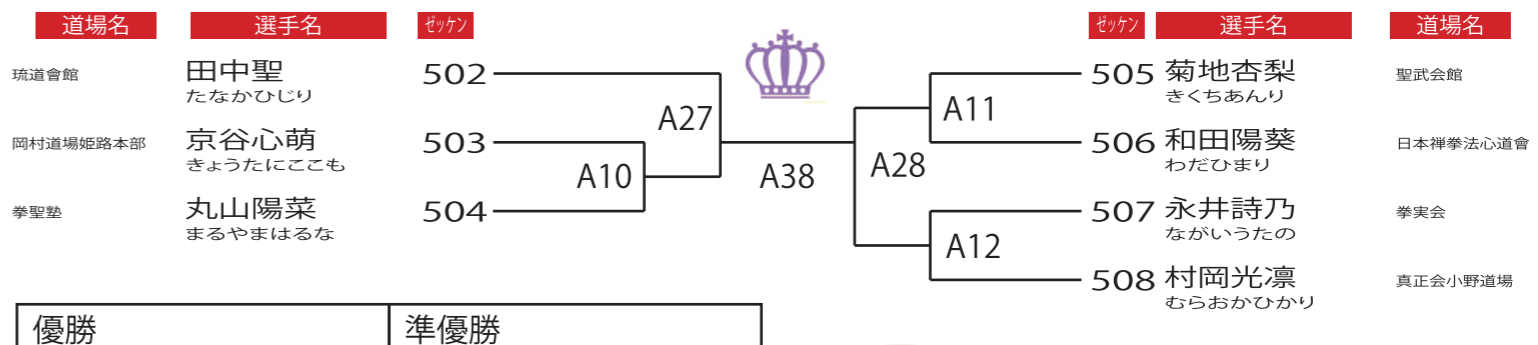 道場名 選手名 ゼッケン ゼッケン 選手名 道場名
琉道會館 田中聖 502 505 菊地杏梨 聖武会館
たなかひじり きくちあんり
A27 A11
岡村道場姫路本部 京谷心萌 503 506 和田陽葵 日本禅拳法心道會
きょうたにここも わだひまり
A10 A38 A28
拳聖塾 丸山陽菜 504 507 永井詩乃 拳実会
まるやまはるな ながいうたの
A12
508 村岡光凛 真正会小野道場
むらおかひかり
優勝 準優勝